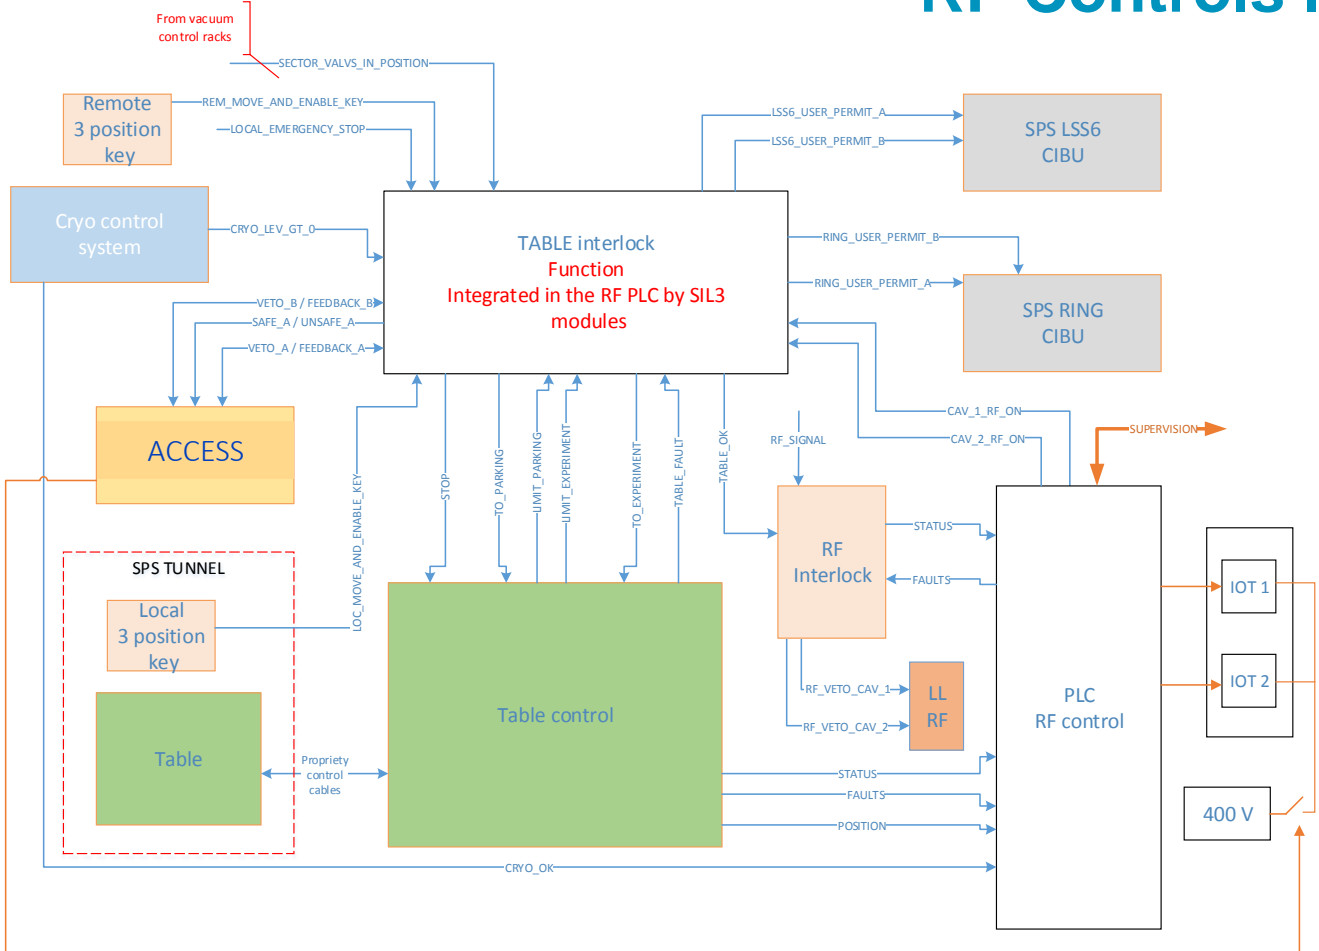 RF Controls
From vacuum
control racks
SECTOR_VALVS_IN_POSITION
Remote
3 position
key
REM_MOVE_AND_ENABLE_KEY
LOCAL_EMERGENCY_STOP
LSS6_USER_PERMIT_A
LSS6_USER_PERMIT_B
SPS LSS6
CIBU
Cryo control
system
CRYO_LEV_GT_0
TABLE interlock
Function
Integrated in the RF PLC by SIL3
modules
RING_USER_PERMIT_B
RING_USER_PERMIT_A
SPS RING
CIBU
VETO_B / FEEDBACK_B
SAFE_A / UNSAFE_A
VETO_A / FEEDBACK_A
ACCESS
CAV_1_RF_ON
CAV_2_RF_ON
SUPERVISION
LOC_MOVE_AND_ENABLE_KEY
STOP
TO_PARKING
LIMIT_PARKING
LIMIT_EXPERIMENT
TO_EXPERIMENT
TABLE_FAULT
TABLE_OK
RF_SIGNAL
RF
Interlock
STATUS
FAULTS
SPS TUNNEL
Local
3 position
key
IOT 1
IOT 2
RF_VETO_CAV_1
RF_VETO_CAV_2
LL
RF
PLC
RF control
Table control
Table
Propriety
control
cables
STATUS
FAULTS
POSITION
400 V
CRYO_OK